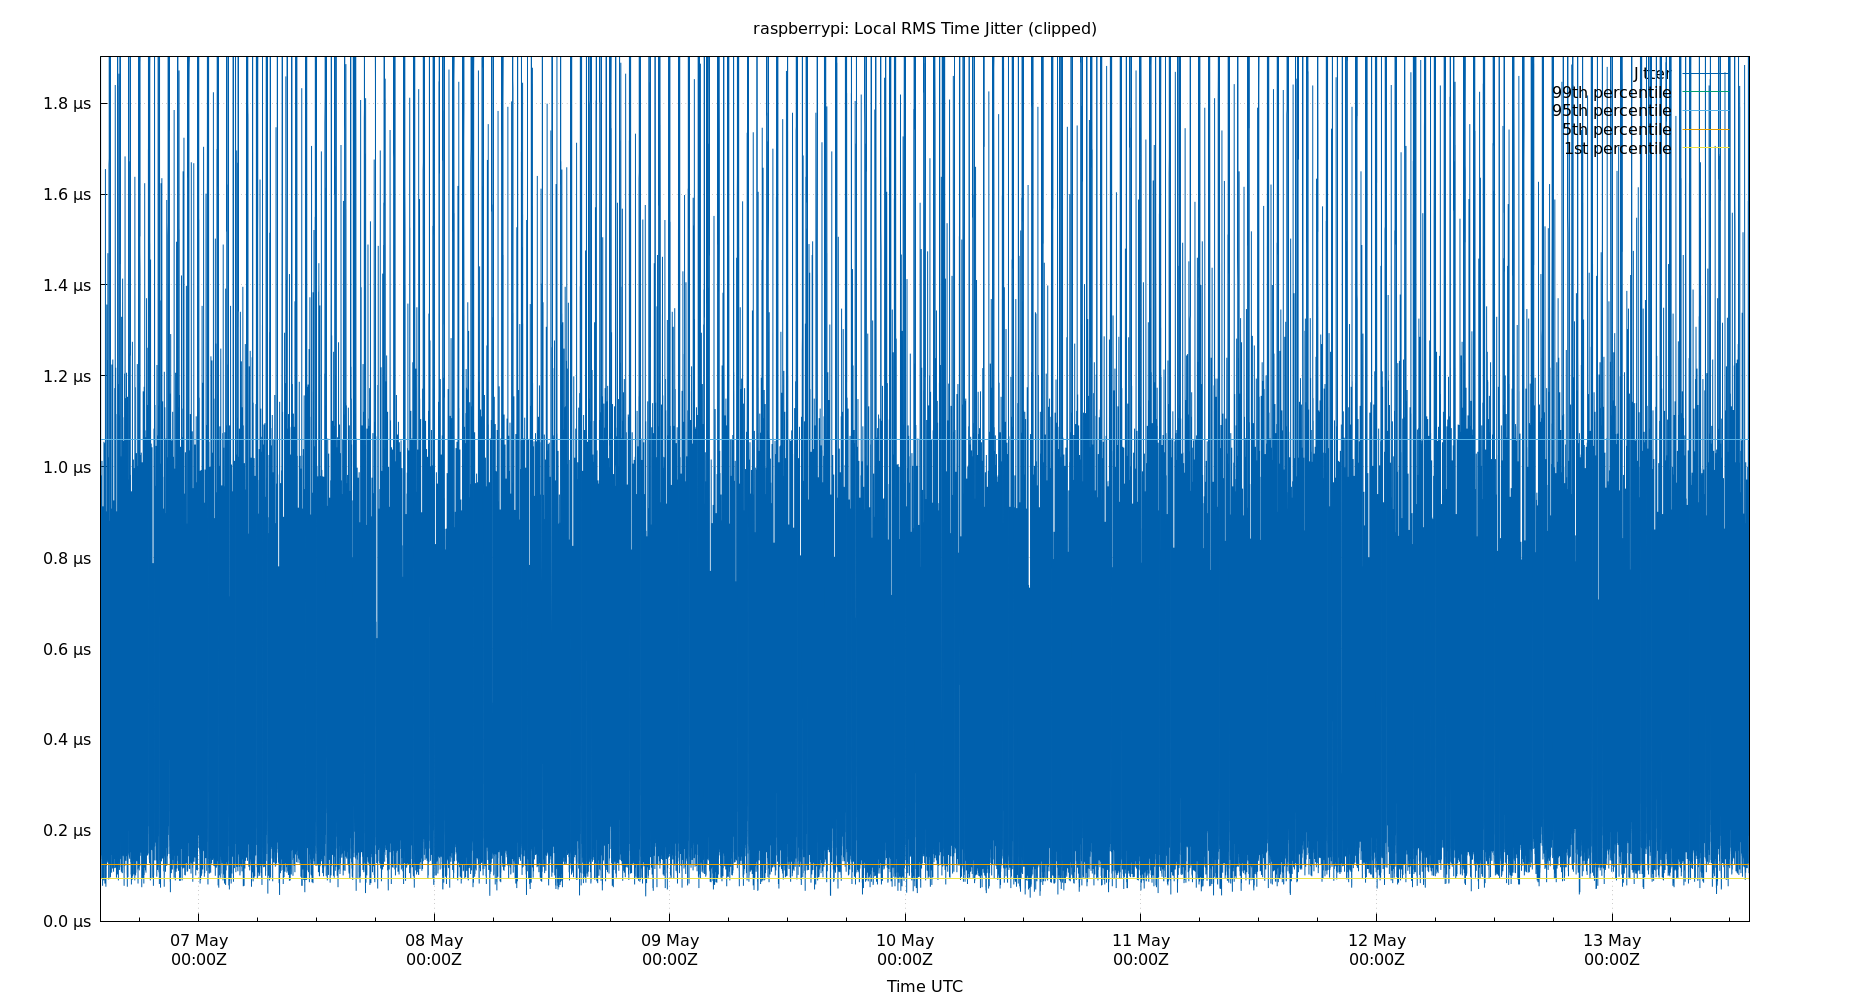 raspberrypi: Local RMS Time Jitter (clipped)
Jitter
99th percentile
95th percentile
5th percentile
1st percentile
1.8 µs
1.6 µs
1.4 µs
1.2 µs
1.0 µs
0.8 µs
0.6 µs
0.4 µs
0.2 µs
0.0 µs
07 May 08 May 09 May 10 May 11 May 12 May 13 May
00:00Z 00:00Z 00:00Z 00:00Z 00:00Z 00:00Z 00:00Z
Time UTC